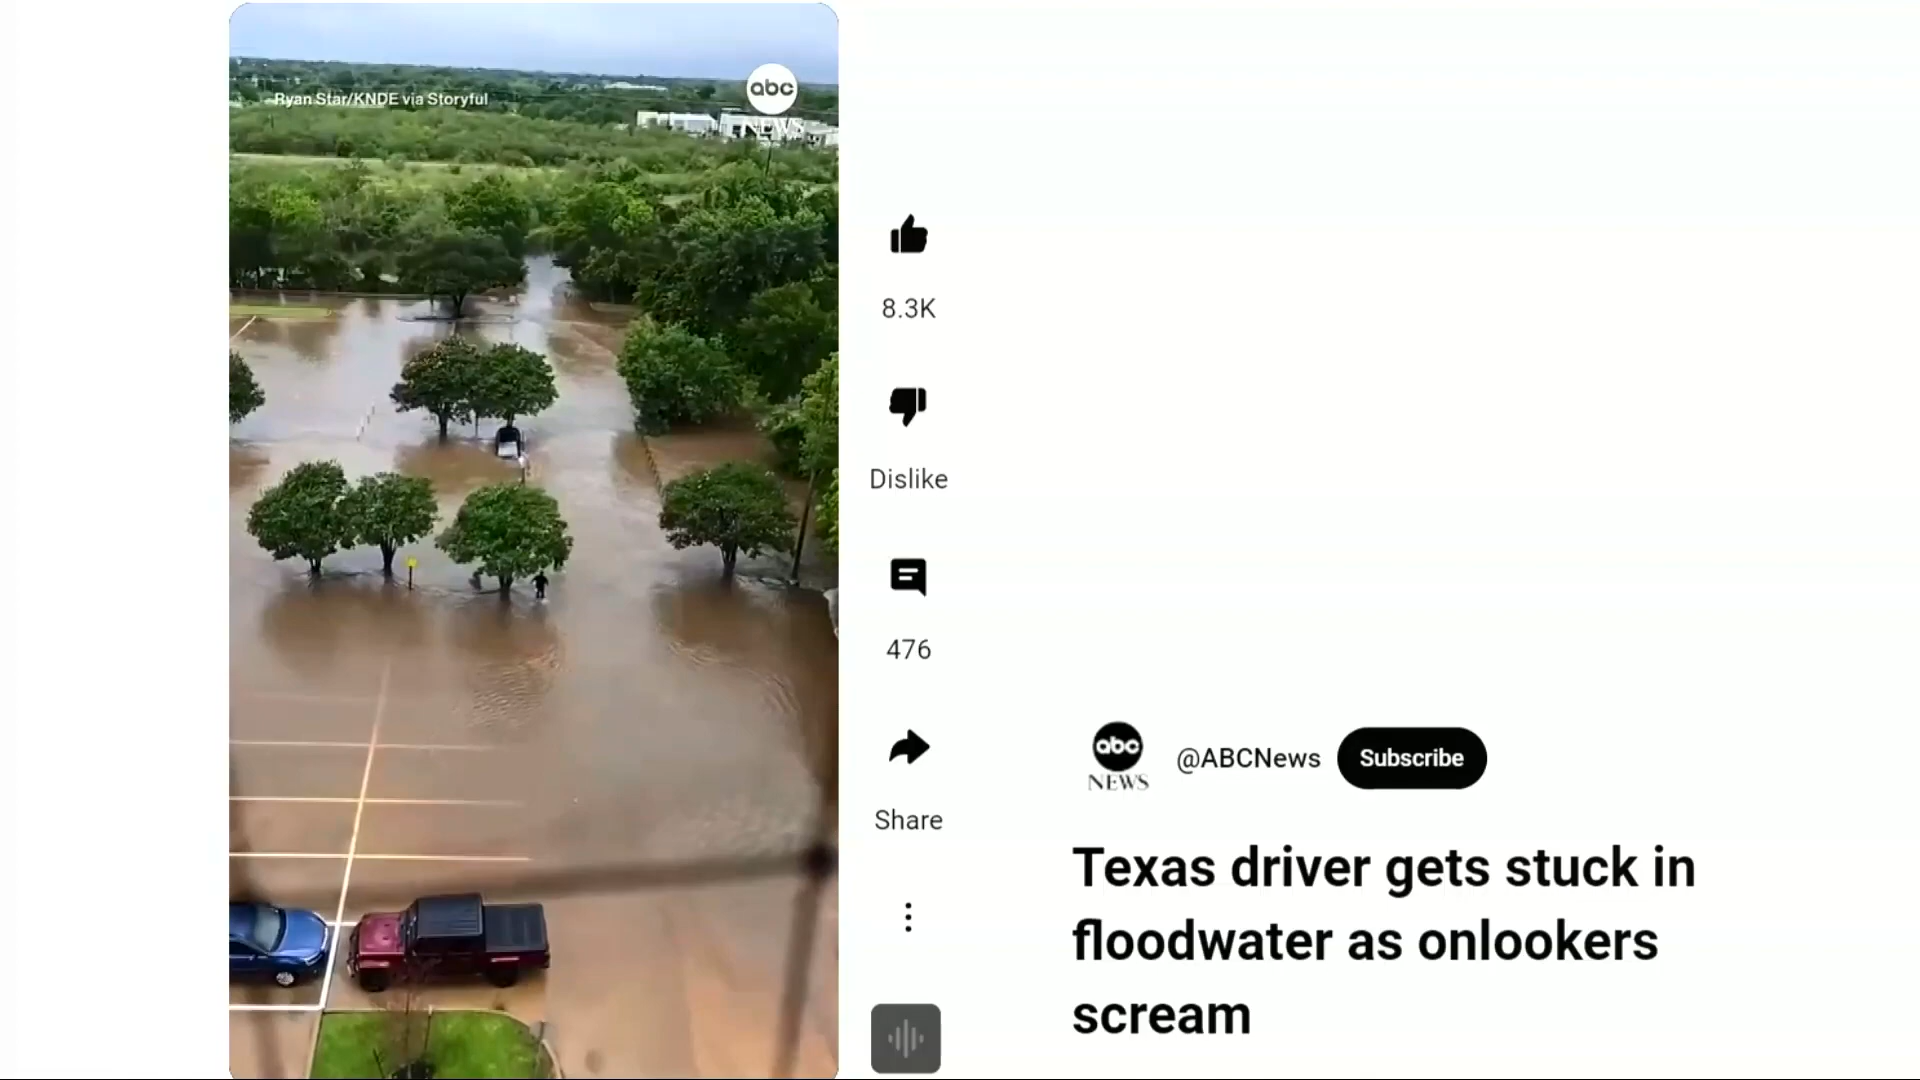 Ryan Star/KNDE via Storyful
abc
NEWS
8.3K
Dislike
476
Share
abc
NEWS
@ABCNews
Subscribe
Texas driver gets stuck in
floodwater as onlookers
scream